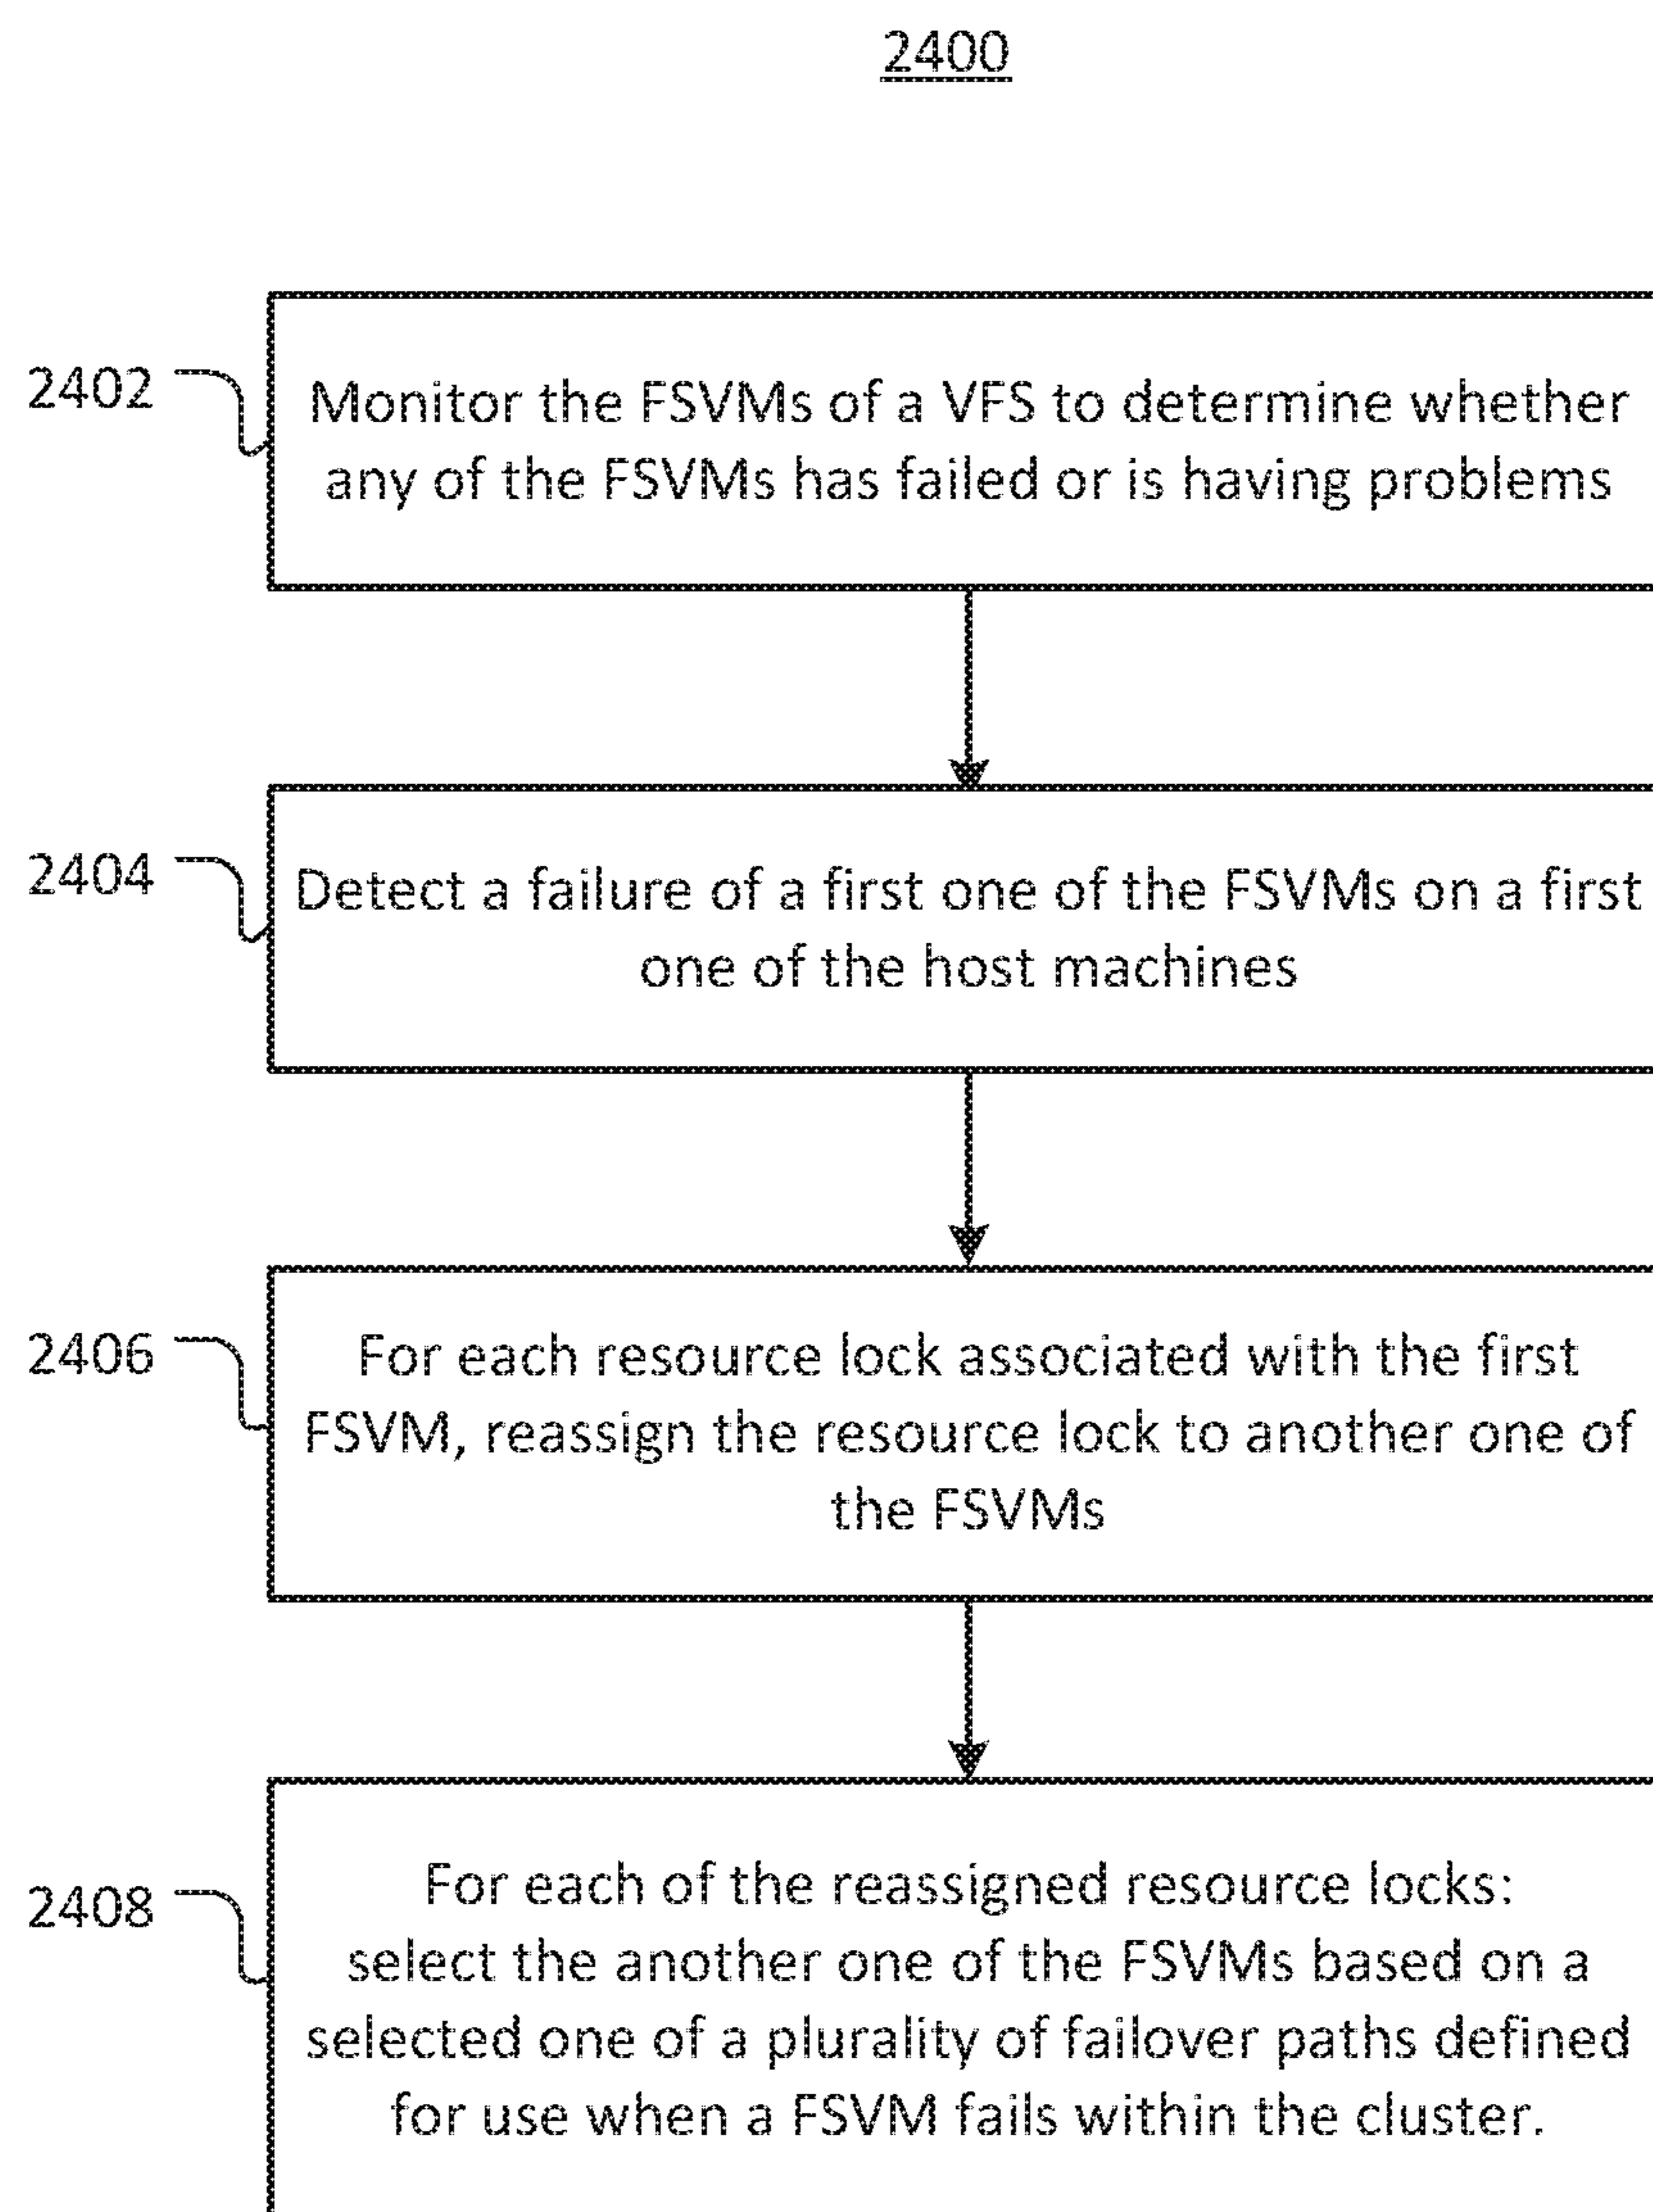 2400
2402
Monitor the FSVMs of a VFS to determine whether
any of the FSVMs has failed or is having problems
2404
Detect a failure of a first one of the FSVMs on a first
one of the host machines
2406
For each resource lock associated with the first
FSVM, reassign the resource lock to another one of
the FSVMs
2408
For each of the reassigned resource locks:
select the another one of the FSVMs based on a
selected one of a plurality of failover paths defined
for use when a FSVM fails within the cluster.